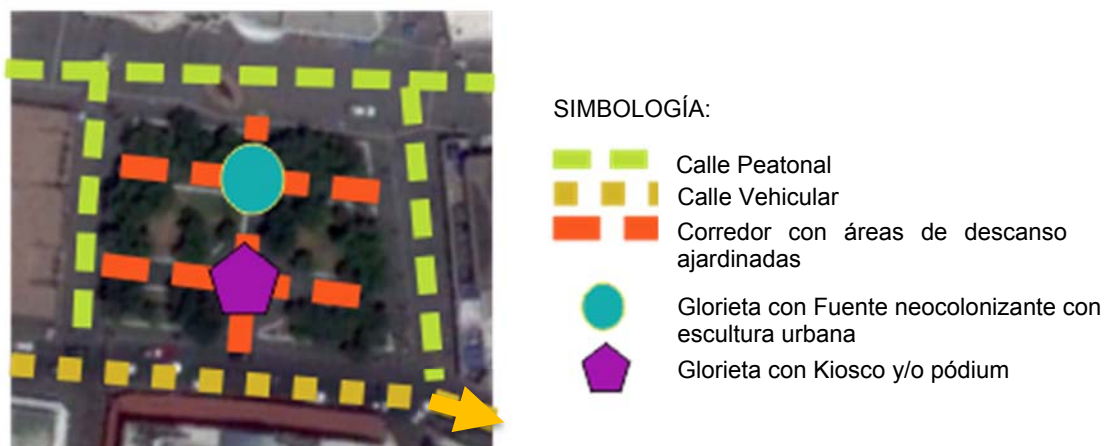 SIMBOLOGÍA:
Calle Peatonal
Calle Vehicular
Corredor con áreas de descanso
ajardinadas
Glorieta con Fuente neocolonizante con
escultura urbana
Glorieta con Kiosco y/o pódium